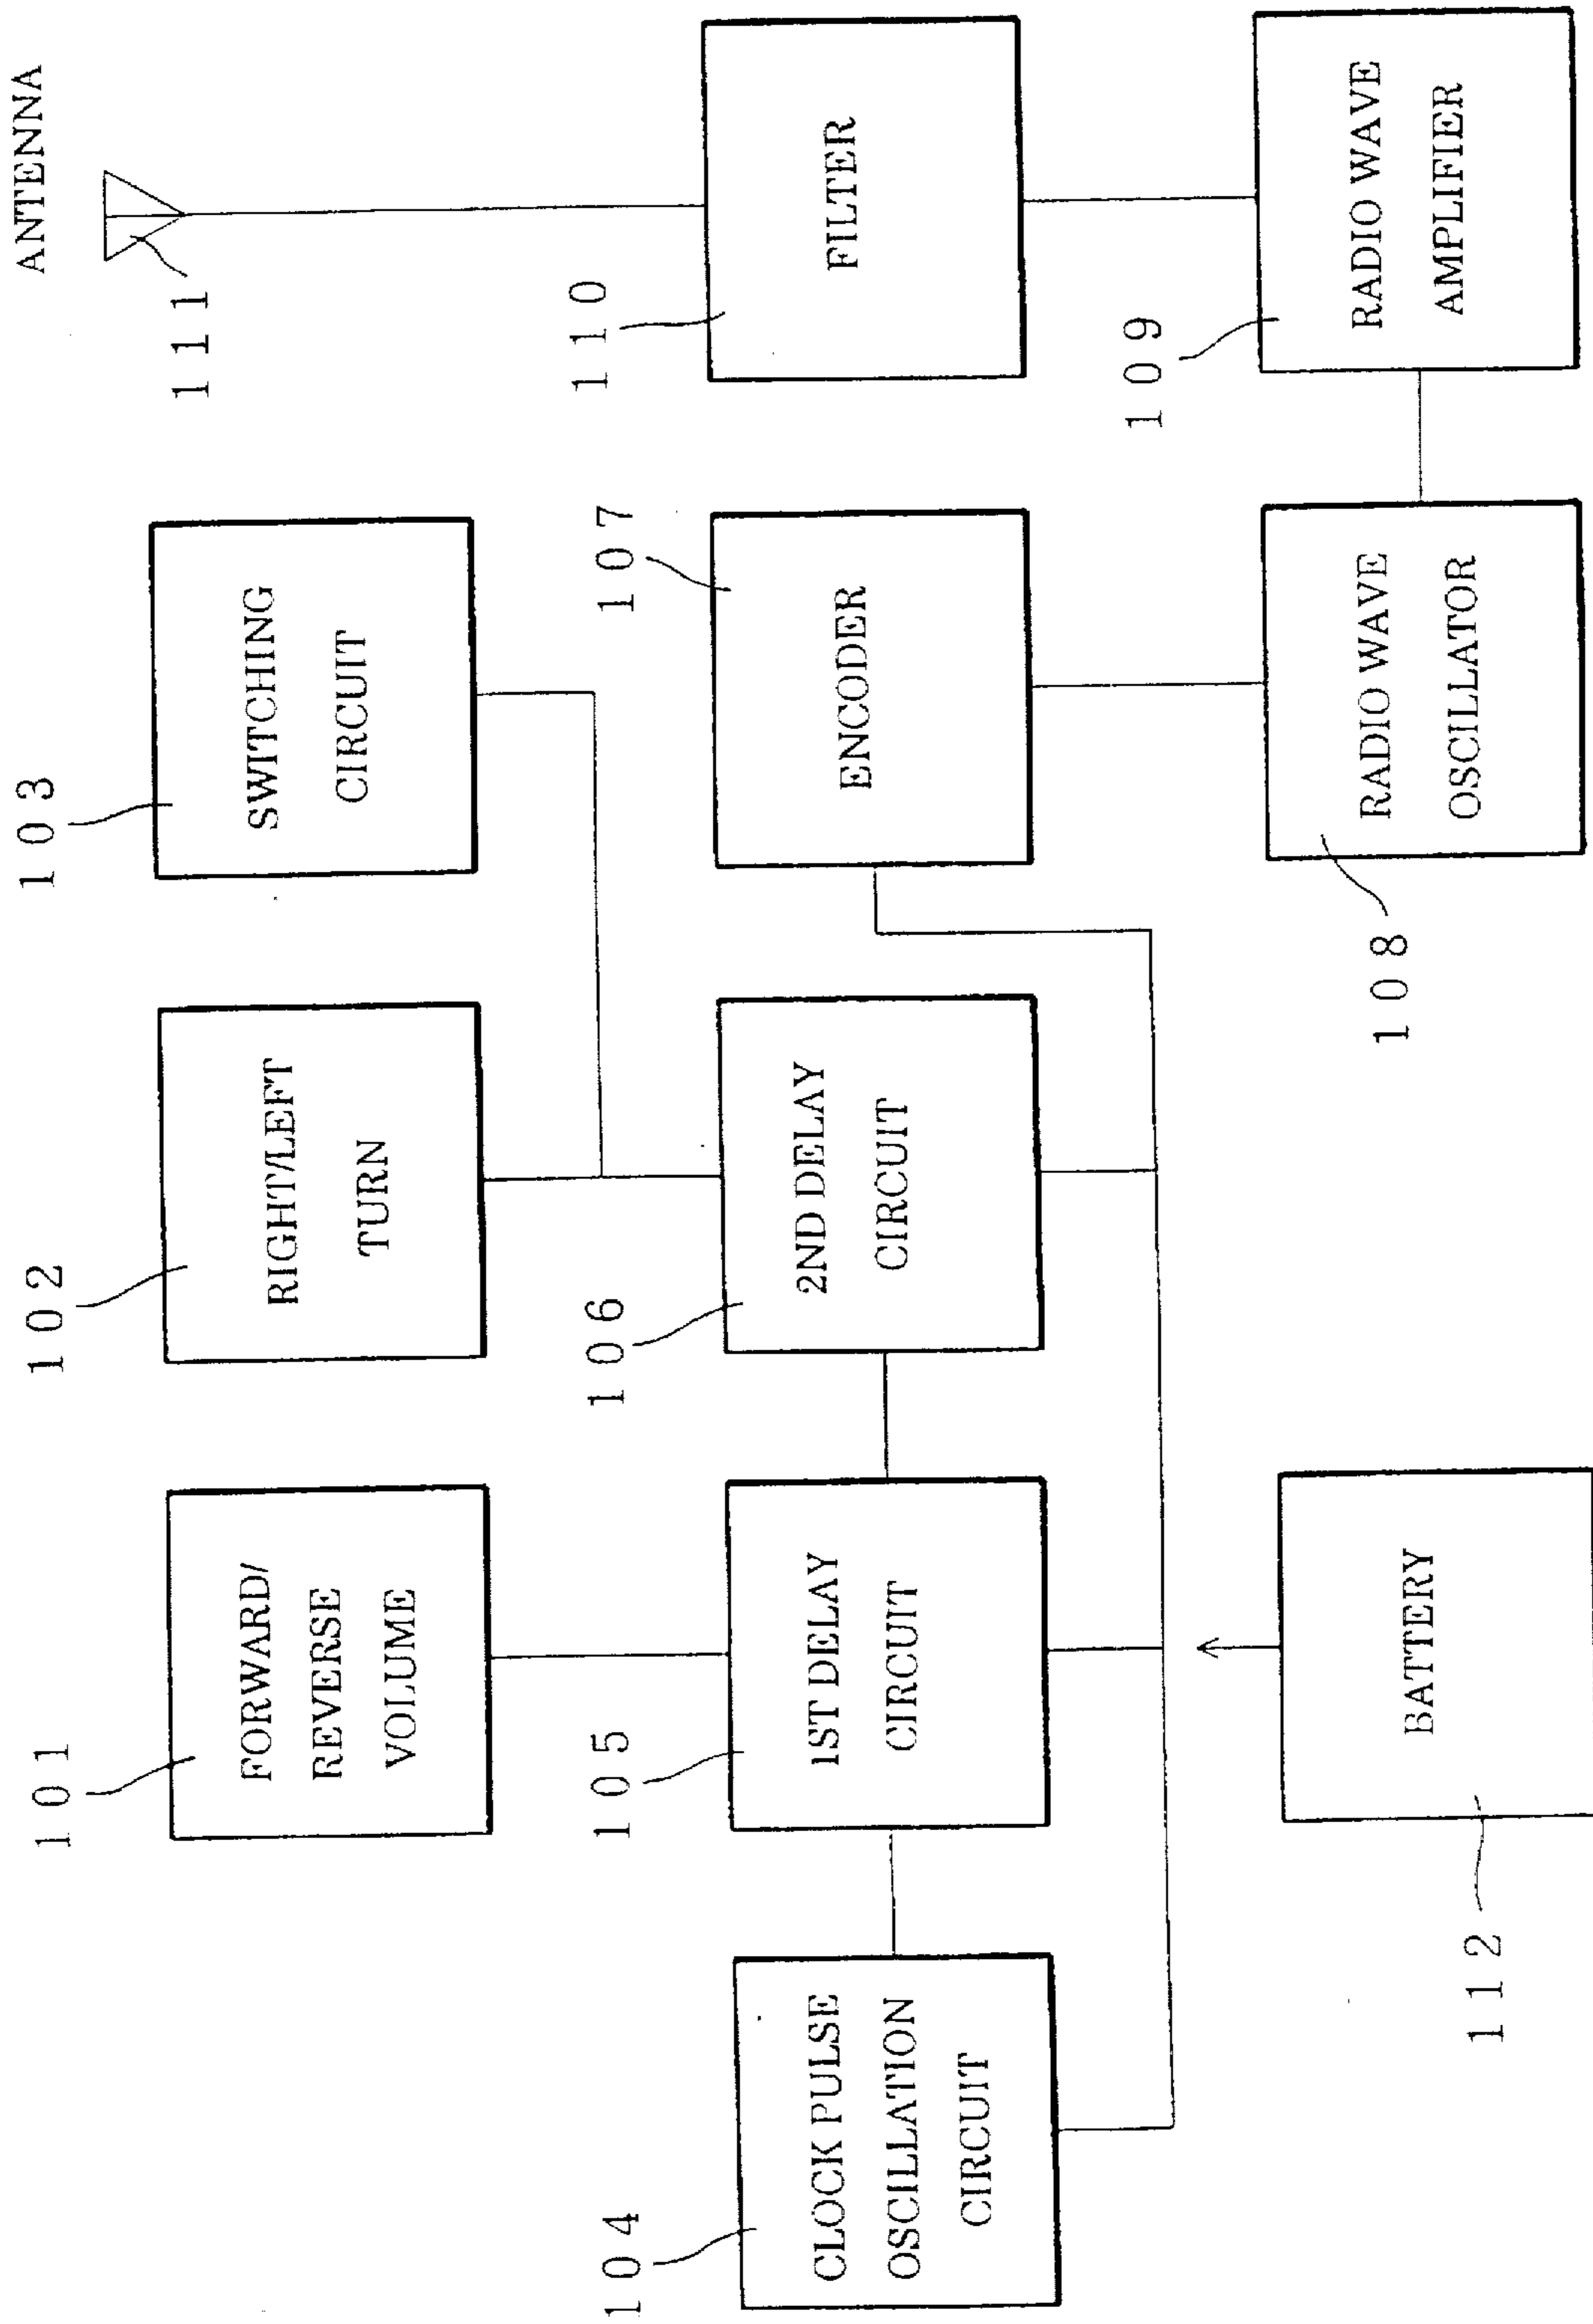 101
FORWARD/
REVERSE
VOLUME
102
RIGHT/LEFT
TURN
103
SWITCHING
CIRCUIT
ANTENNA
111
104
CLOCK PULSE
OSCILLATION
CIRCUIT
105
1ST DELAY
CIRCUIT
106
2ND DELAY
CIRCUIT
107
ENCODER
110
FILTER
112
BATTERY
108
RADIO WAVE
OSCILLATOR
109
RADIO WAVE
AMPLIFIER